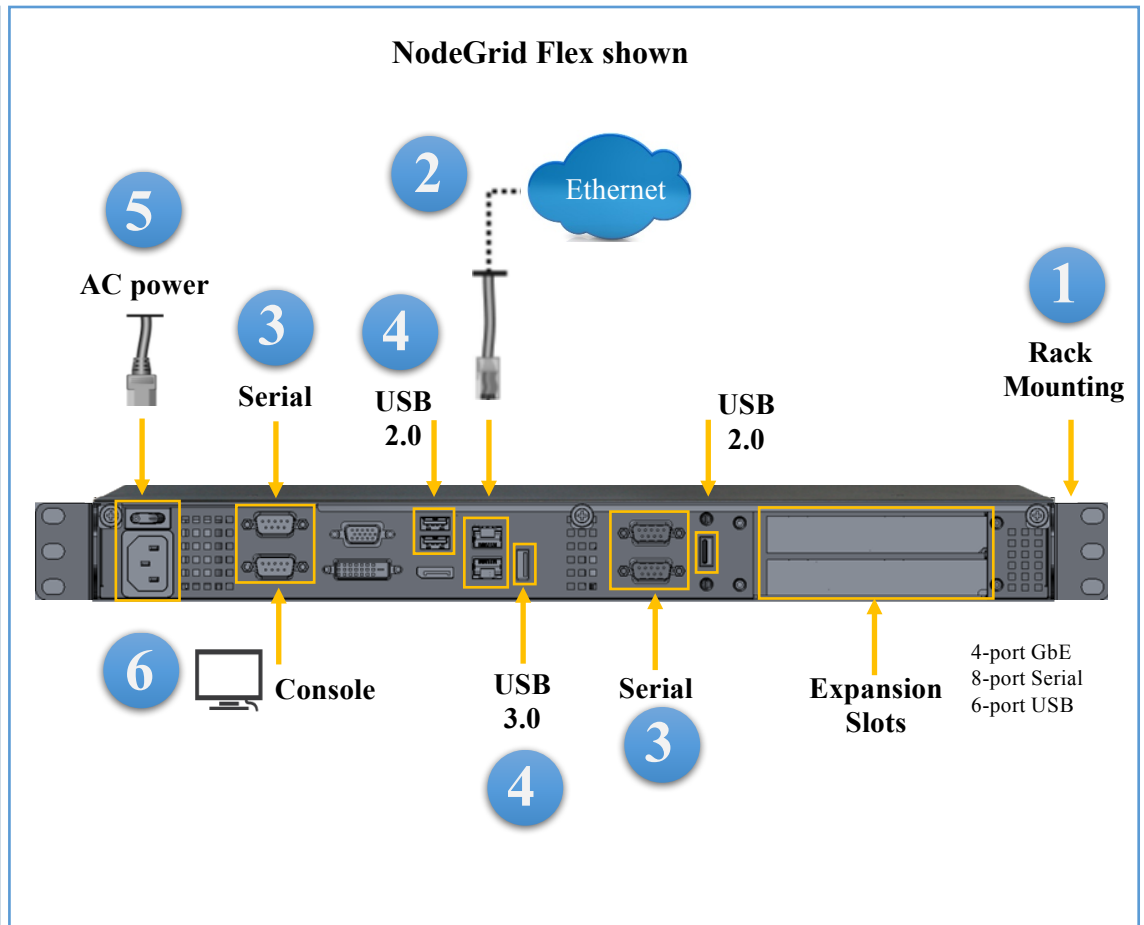 NodeGrid Flex shown
2
Ethernet
5
AC power
1
Rack
Mounting
3
Serial
4
USB
2.0
USB
2.0
6
Console
USB
3.0
4
Serial
3
Expansion
Slots
4-port GbE
8-port Serial
6-port USB